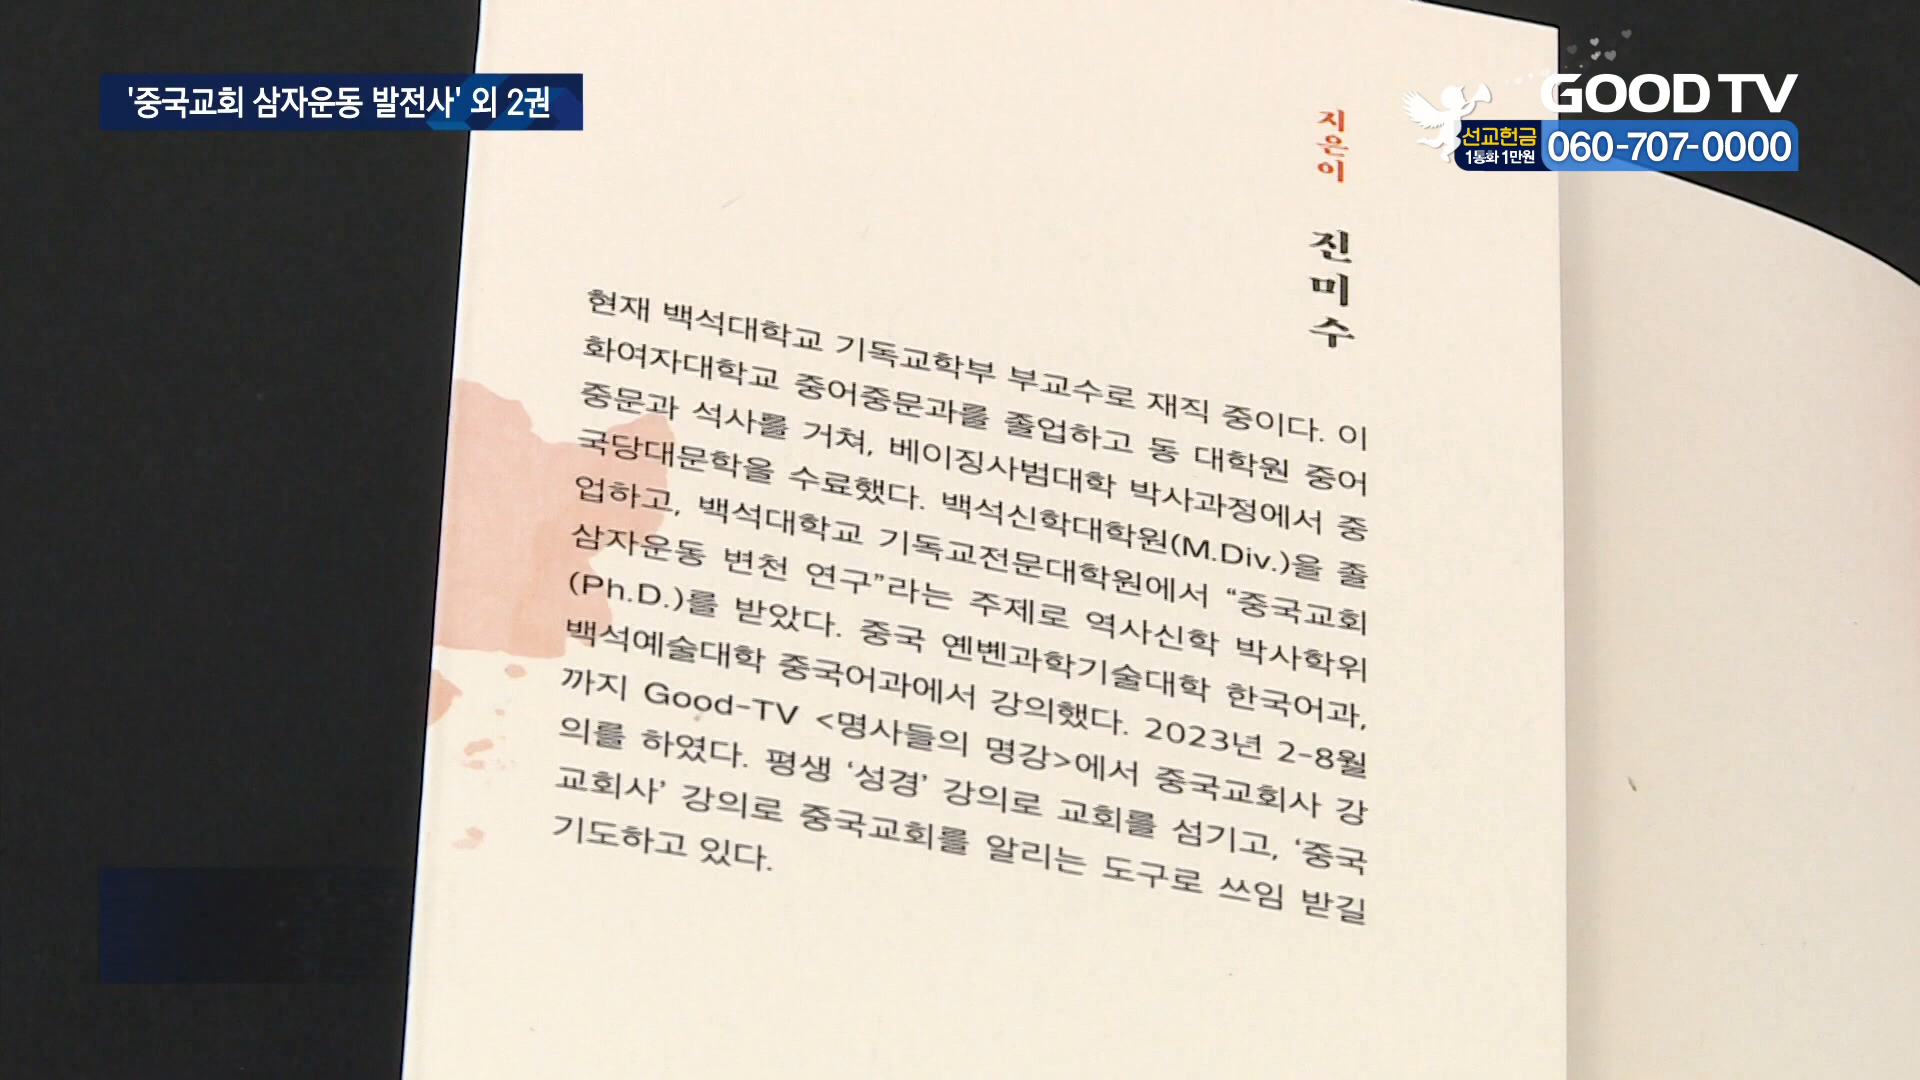 '중국교회 삼자운동 발전사' 외 2권
GOOD TV
선교헌금
1통화 1만원
060-707-0000
지은이
진미수
현재 백석대학교 기독교학부 부교수로 재직 중이다. 이
화여자대학교 중어중문과를 졸업하고 동 대학원 중어
중문과 석사를 거쳐, 베이징사범대학 박사과정에서 중
국당대문학을 수료했다. 백석신학대학원(M.Div.)을 졸
업하고, 백석대학교 기독교전문대학원에서 “중국교회
삼자운동 변천 연구”라는 주제로 역사신학 박사학위
(Ph.D.)를 받았다. 중국 옌볜과학기술대학 한국어과,
백석예술대학 중국어과에서 강의했다. 2023년 2-8월
까지 Good-TV <명사들의 명강>에서 중국교회사 강
의를 하였다. 평생 ‘성경’ 강의로 교회를 섬기고, ‘중국
교회사’ 강의로 중국교회를 알리는 도구로 쓰임 받길
기도하고 있다.